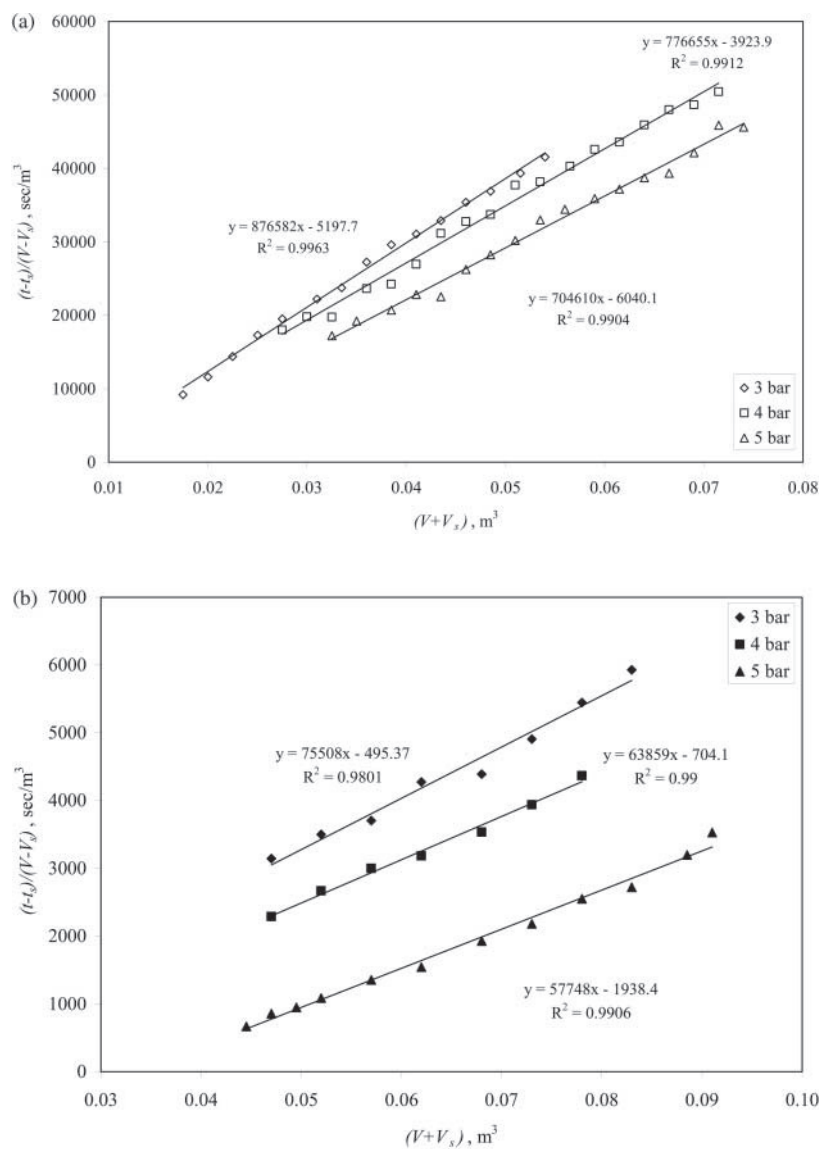 (a)
60000
50000
40000
30000
20000
10000
0
(t-ts)/(V-Vs), sec/m³
y = 776655x - 3923.9
R² = 0.9912
y = 876582x - 5197.7
R² = 0.9963
y = 704610x - 6040.1
R² = 0.9904
3 bar
4 bar
5 bar
0.01 0.02 0.03 0.04 0.05 0.06 0.07 0.08
(V+Vs), m³
(b)
7000
6000
5000
4000
3000
2000
1000
0
(t-ts)/(V-Vs), sec/m³
3 bar
4 bar
5 bar
y = 75508x - 495.37
R² = 0.9801
y = 63859x - 704.1
R² = 0.99
y = 57748x - 1938.4
R² = 0.9906
0.03 0.04 0.05 0.06 0.07 0.08 0.09 0.10
(V+Vs), m³